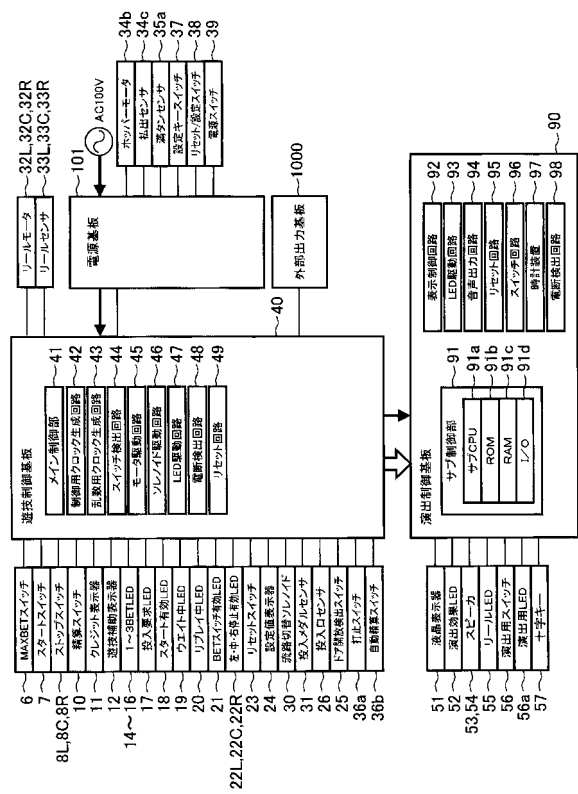 リールモータ 32L,32C,32R
リールセンサ 33L,33C,33R
AC100V
101
電源基板
ホッパーモータ 34b
払出センサ 34c
満タンセンサ 35a
設定キースイッチ 37
リセット/設定スイッチ 38
電源スイッチ 39
1000
外部出力基板
40
遊技制御基板
メイン制御部 41
制御用クロック生成回路 42
乱数用クロック生成回路 43
スイッチ検出回路 44
モータ駆動回路 45
ソレノイド駆動回路 46
LED駆動回路 47
電断検出回路 48
リセット回路 49
6 MAXBETスイッチ
7 スタートスイッチ
8L,8C,8R ストップスイッチ
10 精算スイッチ
11 クレジット表示器
12 遊技補助表示器
14〜16 1〜3BETLED
17 投入要求LED
18 スタート有効LED
19 ウエイト中LED
20 リプレイ中LED
21 BETスイッチ有効LED
22L,22C,22R 左・中・右停止有効LED
23 リセットスイッチ
24 設定値表示器
30 流路切替ソレノイド
31 投入メダルセンサ
26 投入口センサ
25 ドア開放検出スイッチ
36a 打止スイッチ
36b 自動精算スイッチ
90
演出制御基板
91
サブ制御部
サブCPU 91a
ROM 91b
RAM 91c
I/O 91d
表示制御回路 92
LED駆動回路 93
音声出力回路 94
リセット回路 95
スイッチ回路 96
時計装置 97
電断検出回路 98
51 液晶表示器
52 演出効果LED
53,54 スピーカ
55 リールLED
56 演出用スイッチ
56a 演出用LED
57 十字キー